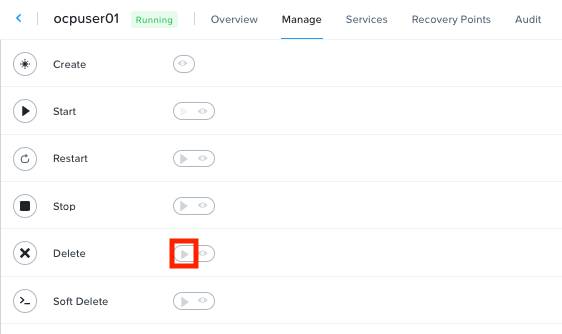 ocpuser01 Running Overview Manage Services Recovery Points Audit
Create
Start
Restart
Stop
Delete
Soft Delete